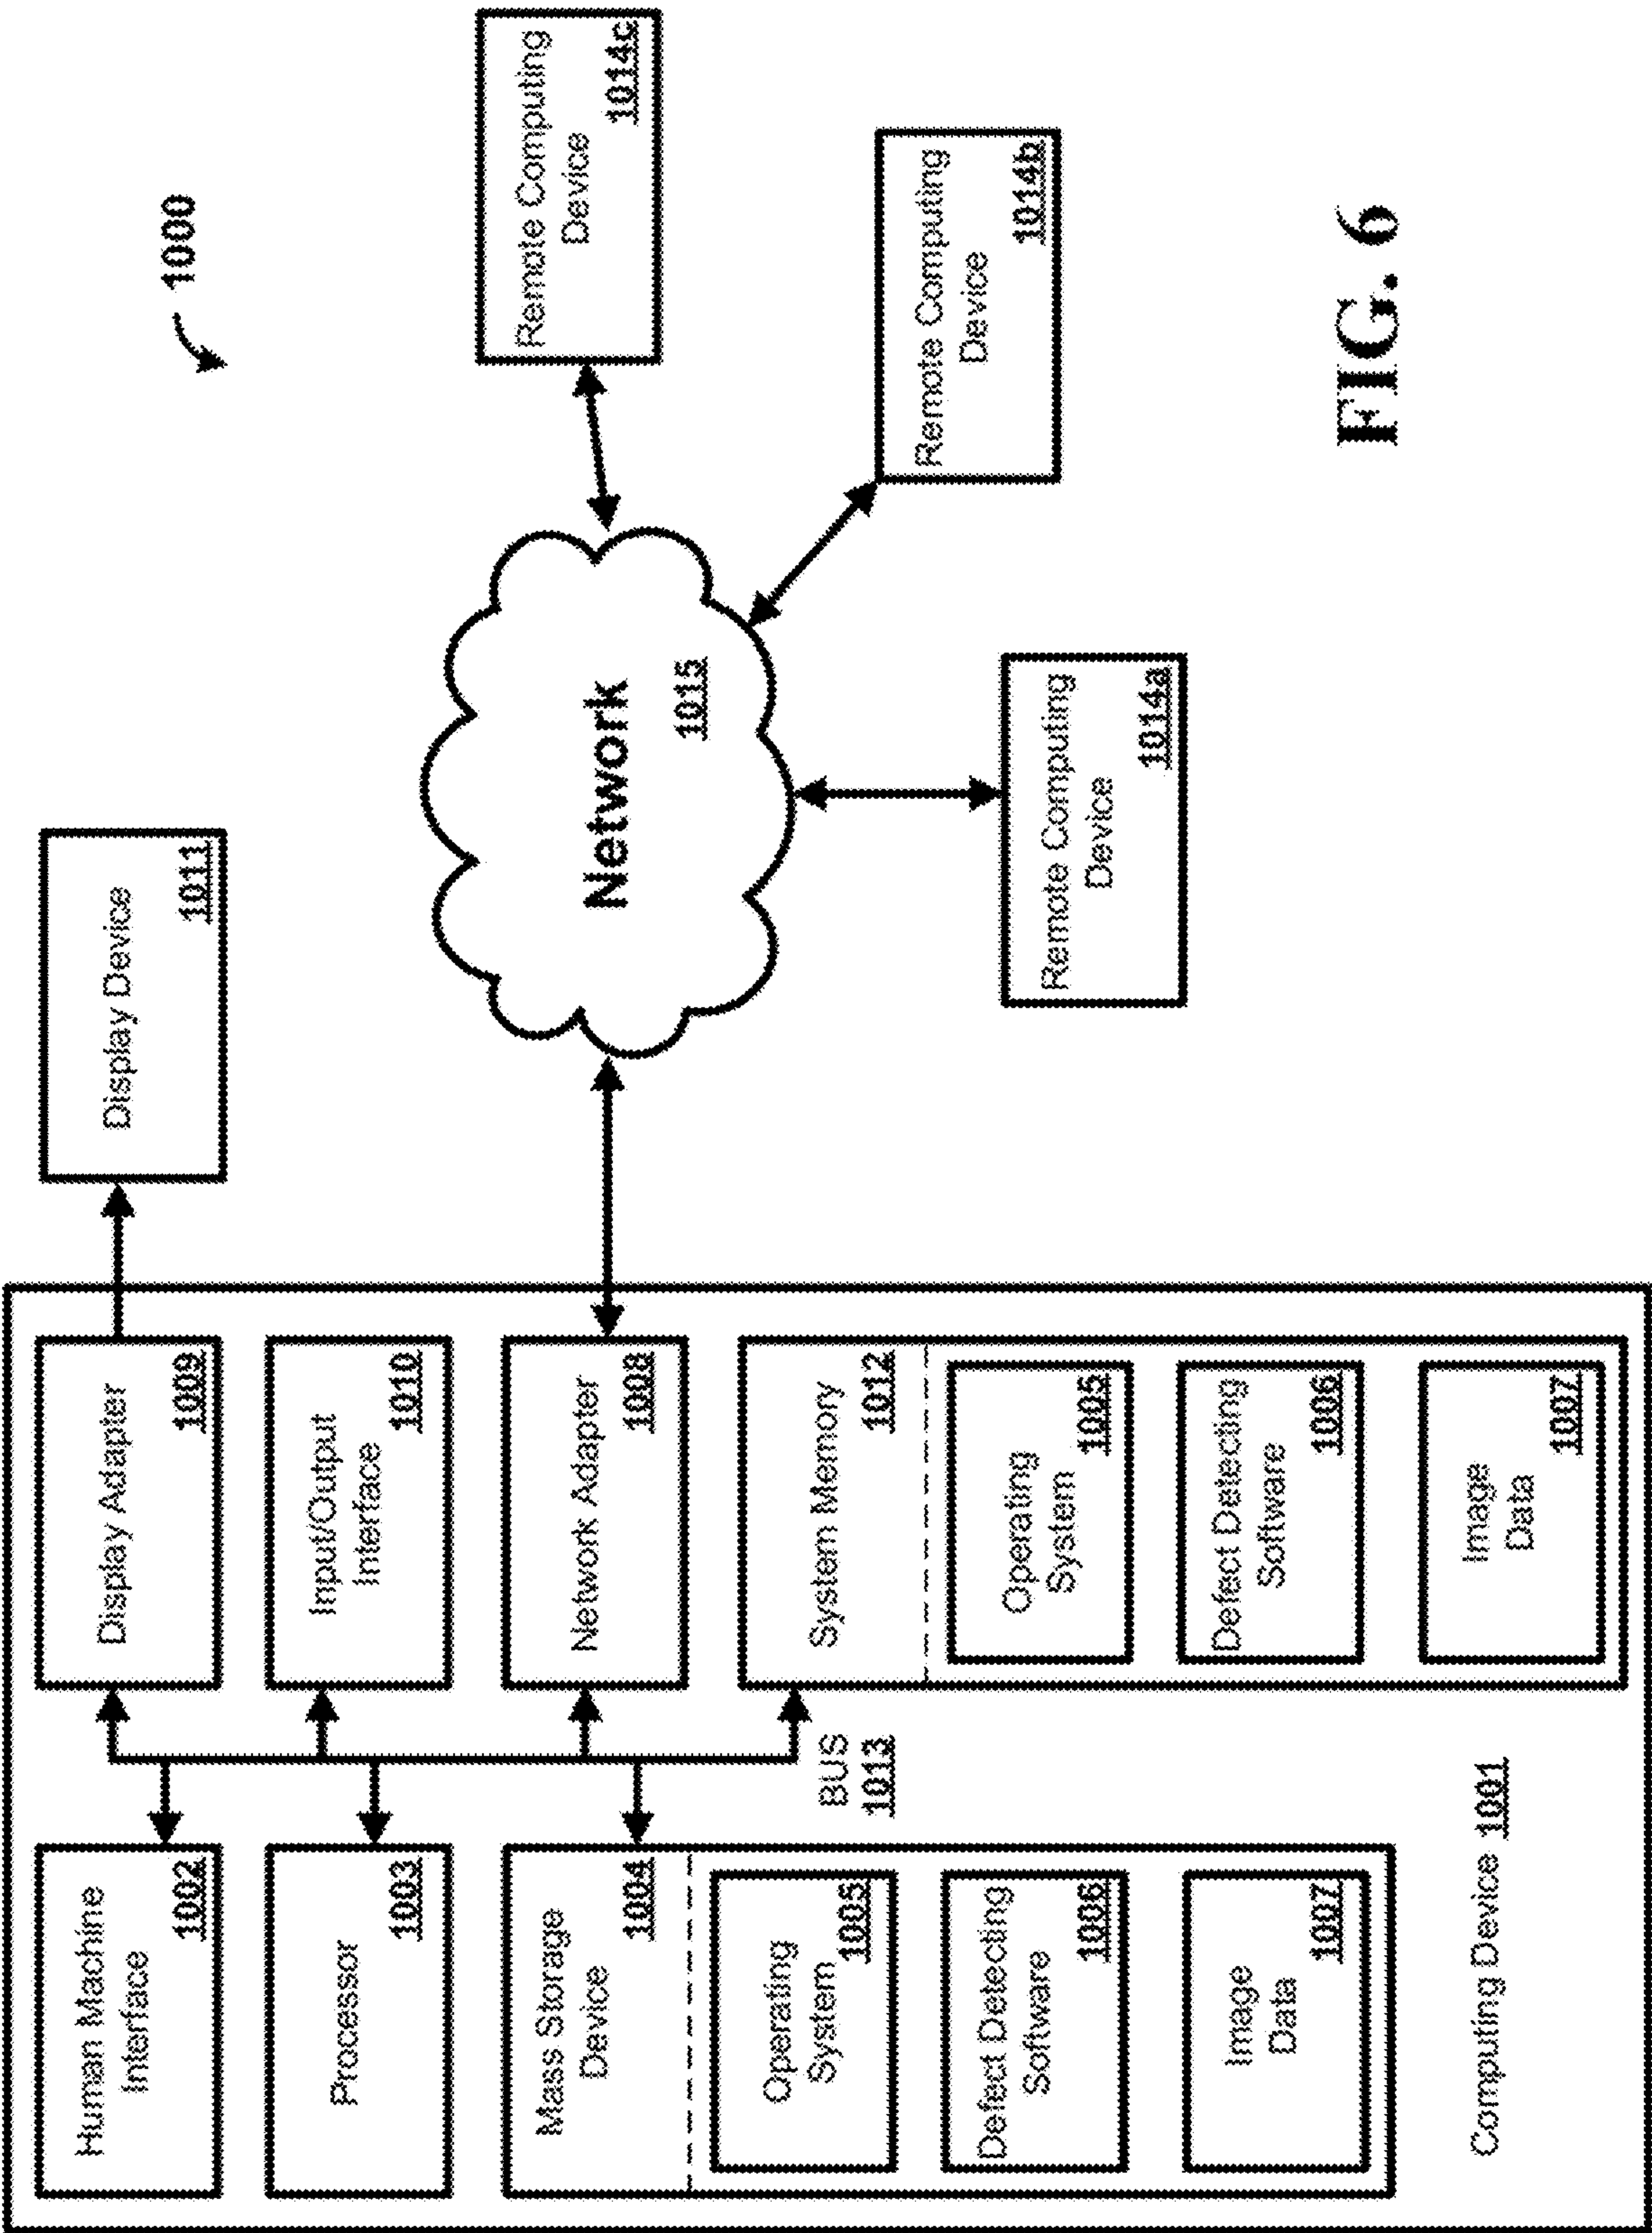 1000
Human Machine
Interface
1002
Processor
1003
Mass Storage
Device
1004
Operating
System
1005
Defect Detecting
Software
1006
Image
Data
1007
Computing Device 1001
BUS
1013
Display Adapter
1009
Input/Output
Interface
1010
Network Adapter
1008
System Memory
1012
Operating
System
1005
Defect Detecting
Software
1006
Image
Data
1007
Display Device
1011
Network
1015
Remote Computing
Device
1014a
Remote Computing
Device
1014b
Remote Computing
Device
1014c
FIG. 6